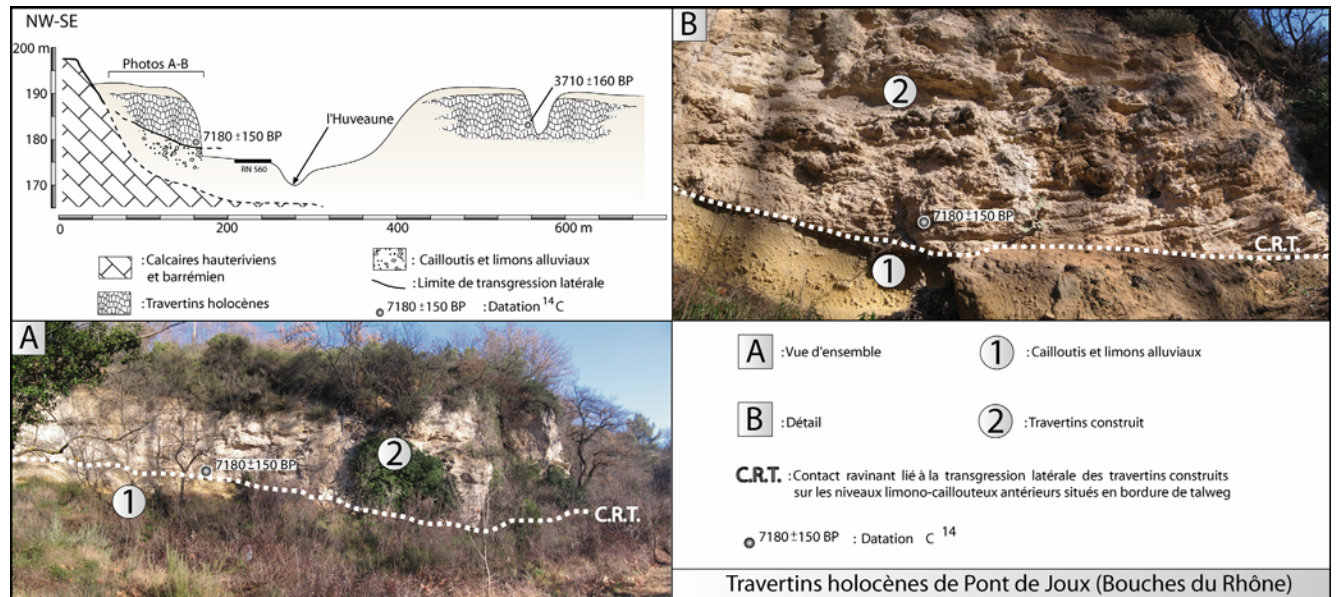 NW-SE
200 m
190
180
170
Photos A-B
7180 ±150 BP
3710 ±160 BP
l'Huveaune
RN 560
0
200
400
600 m
:Calcaires hauteriviens
et barrémien
:Travertins holocènes
: Cailloutis et limons alluviaux
:Limite de transgression latérale
7180 ±150 BP :Datation 14C
B
2
7180±150 BP
C.R.T.
1
A
2
7180±150 BP
1
C.R.T.
A :Vue d'ensemble
1 :Cailloutis et limons alluviaux
B :Détail
2 :Travertins construit
C.R.T. :Contact ravinant lié à la transgression latérale des travertins construits
sur les niveaux limono-caillouteux antérieurs situés en bordure de talweg
7180±150 BP : Datation C 14
Travertins holocènes de Pont de Joux (Bouches du Rhône)